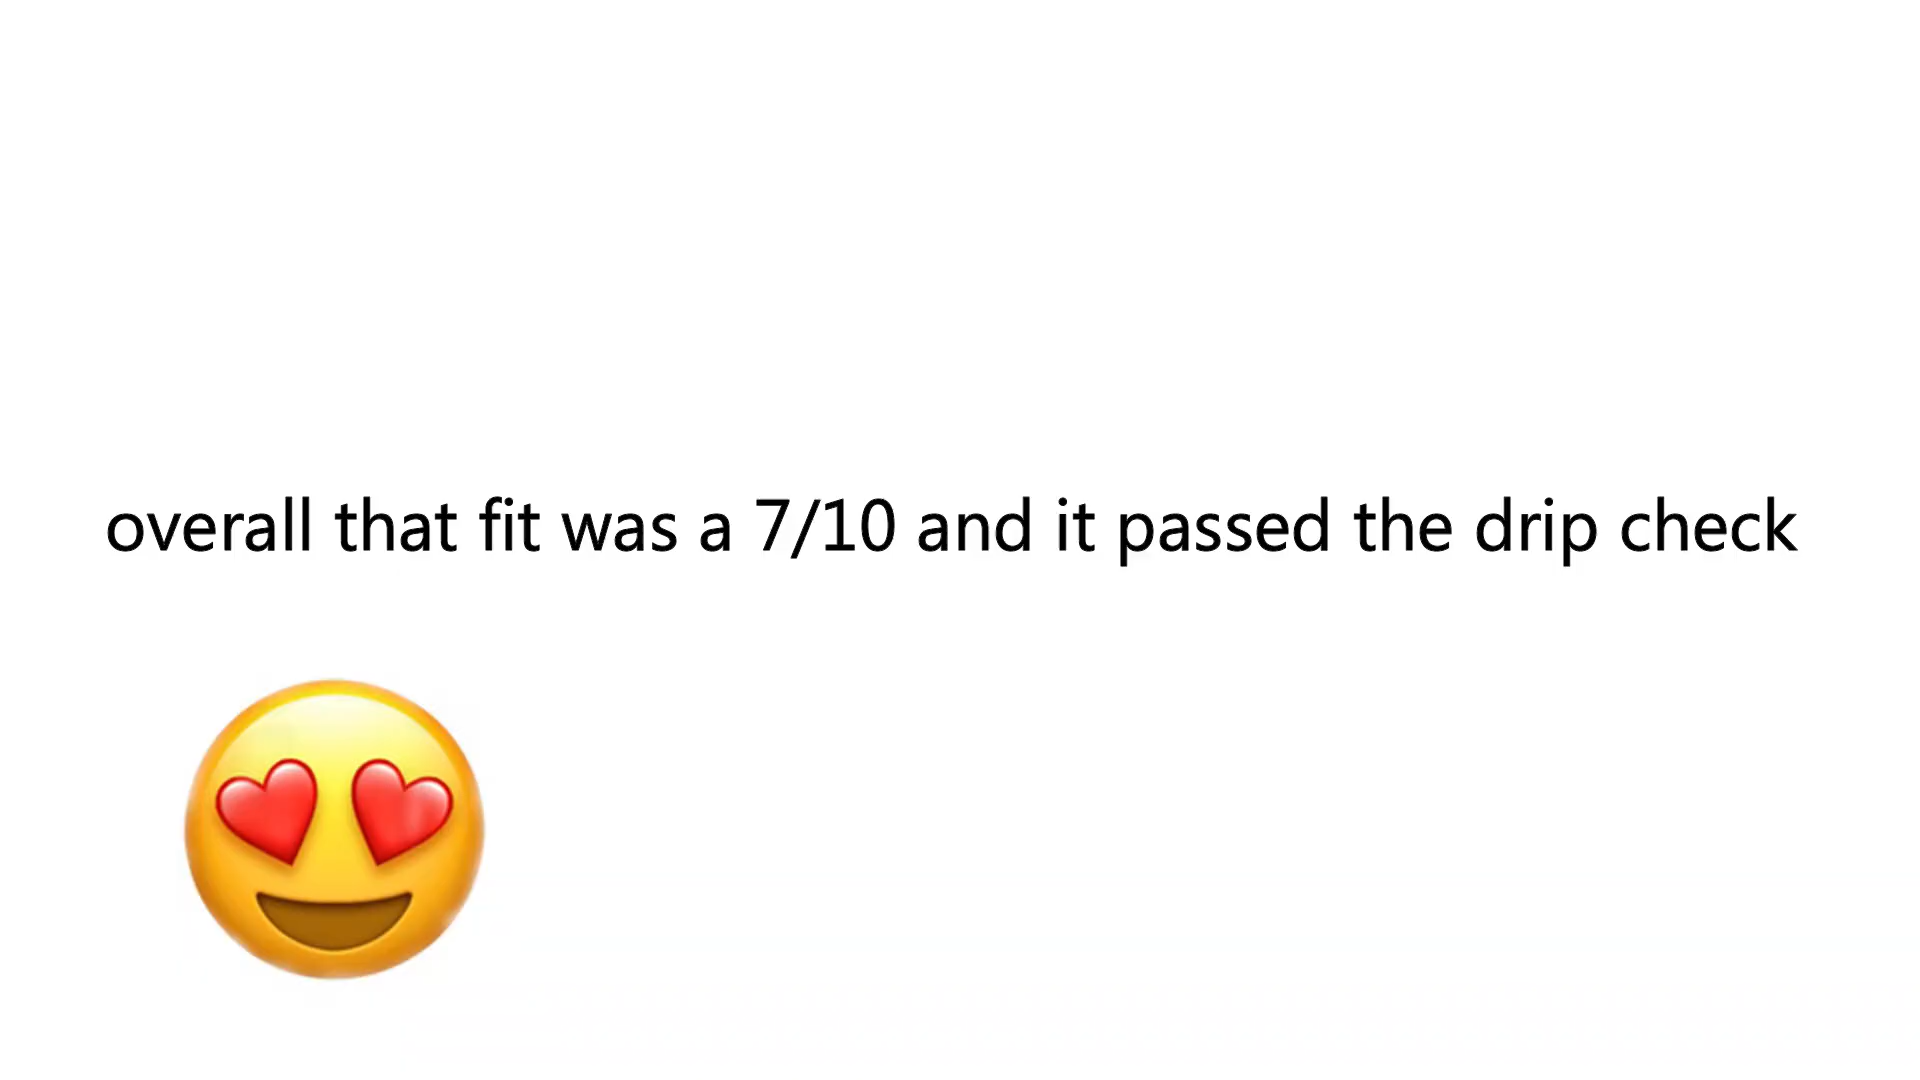 overall that fit was a 7/10 and it passed the drip check